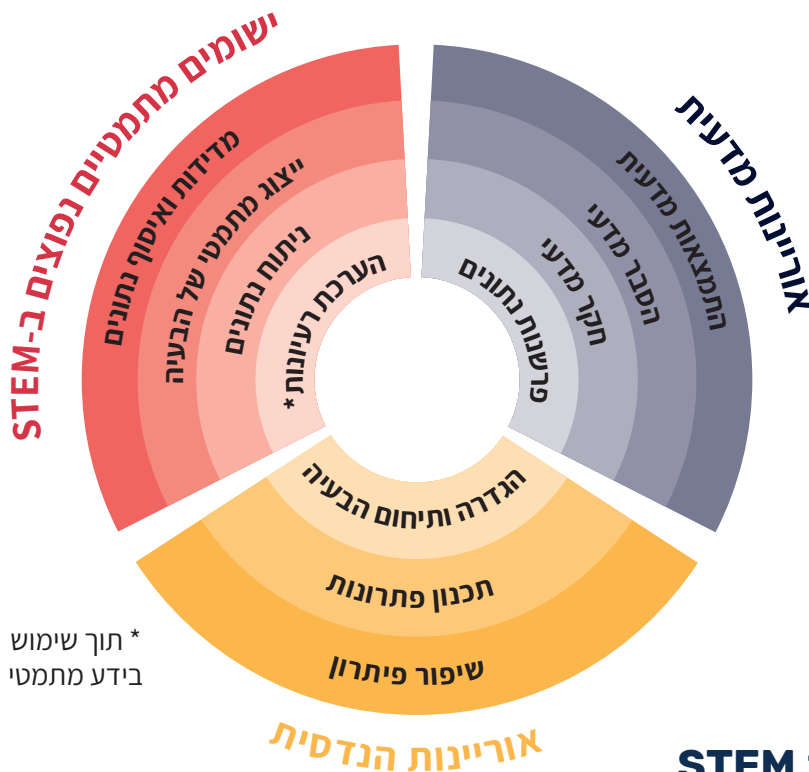 אוריינות מדעית
התמצאות מדעית
הסבר מדעי
חקר מדעי
פרשנות נתונים
ישומים מתמטיים נפוצים ב-STEM
מדידות ואיסוף נתונים
ייצוג מתמטי של הבעיה
ניתוח נתונים
הערכת רעיונות *
הגדרה ותיחום הבעיה
תכנון פתרונות
שיפור פיתרון
אוריינות הנדסית
* תוך שימוש
בידע מתמטי
STEM